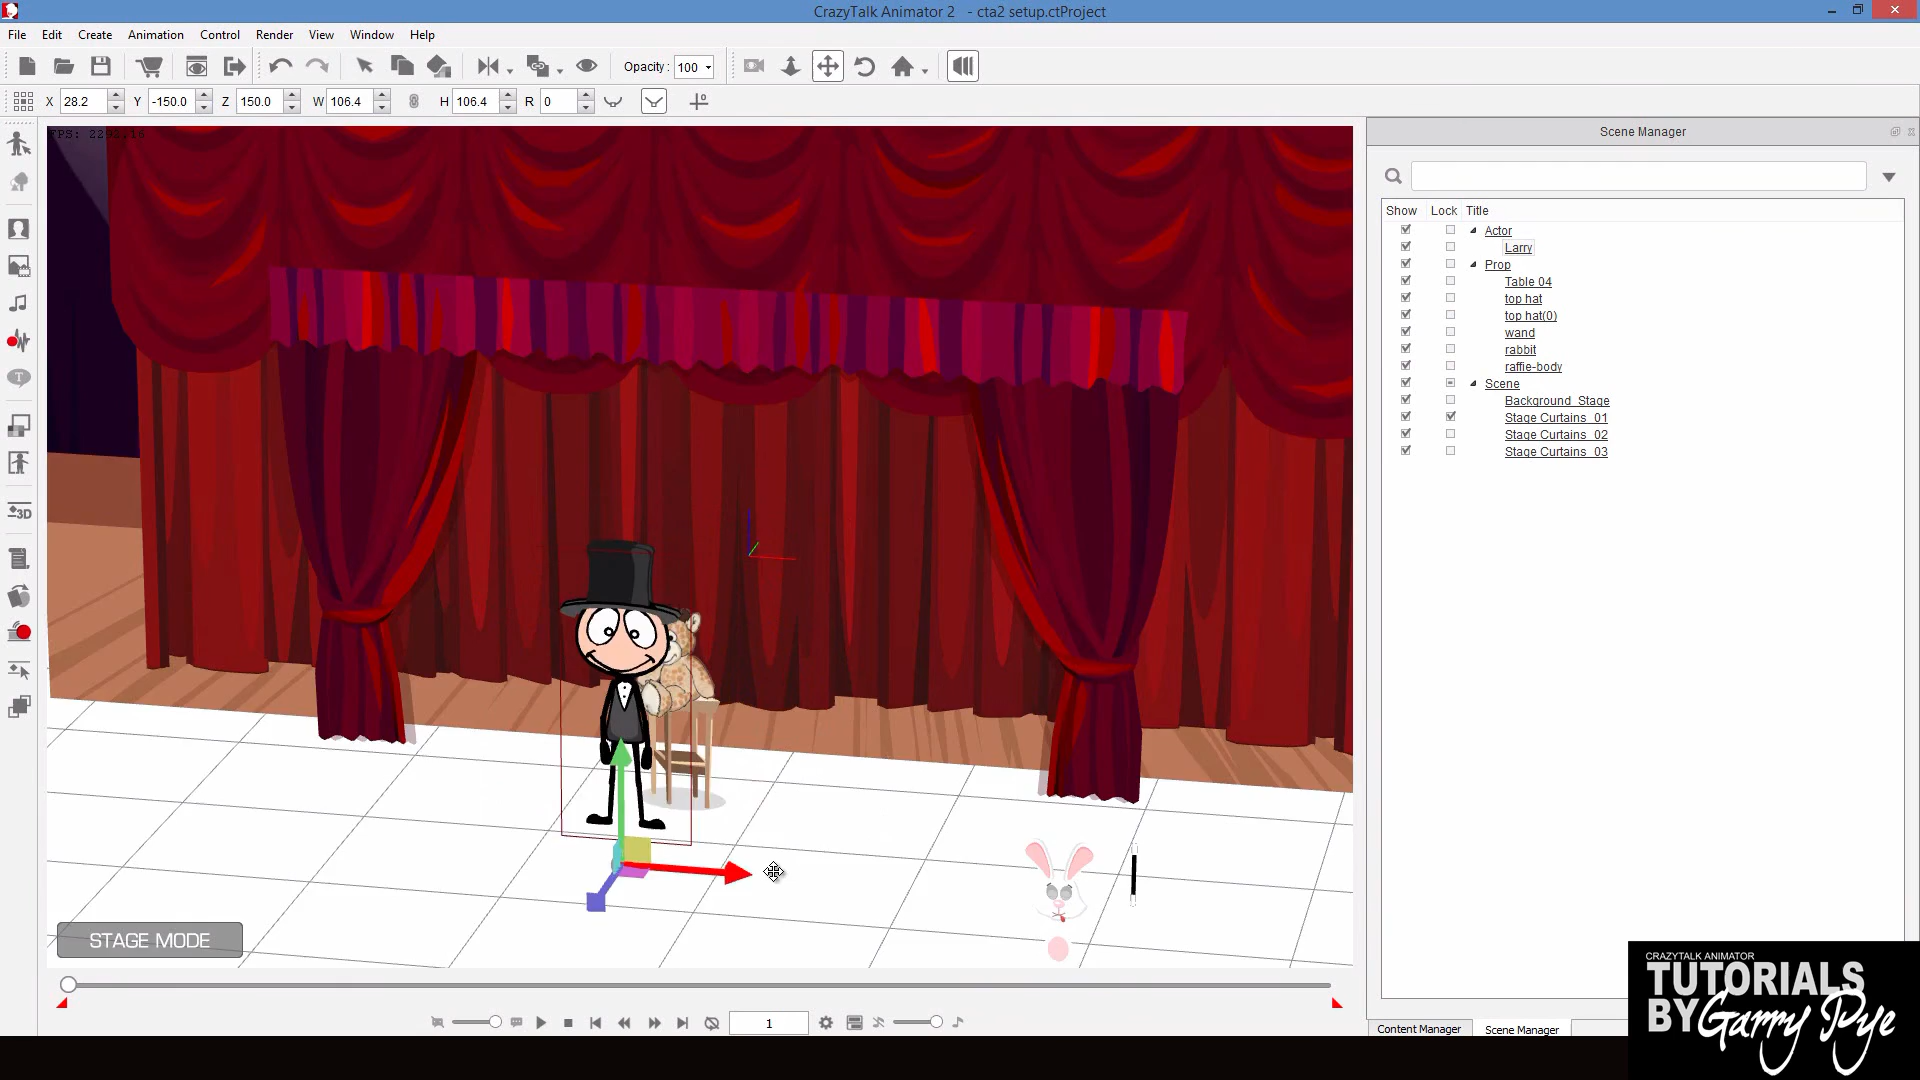 CrazyTalk Animator 2 - cta2 setup.ctProject
File Edit Create Animation Control Render View Window Help
Opacity : 100
X 28.2 Y -150.0 Z 150.0 W 106.4 H 106.4 R 0
Scene Manager
Show Lock Title
Actor
Larry
Prop
Table 04
top hat
top hat(0)
wand
rabbit
raffie-body
Scene
Background_Stage
Stage Curtains_01
Stage Curtains_02
Stage Curtains_03
T
3D
STAGE MODE
1
Content Manager Scene Manager
CRAZYTALK ANIMATOR
TUTORIALS
BY Garry Pye